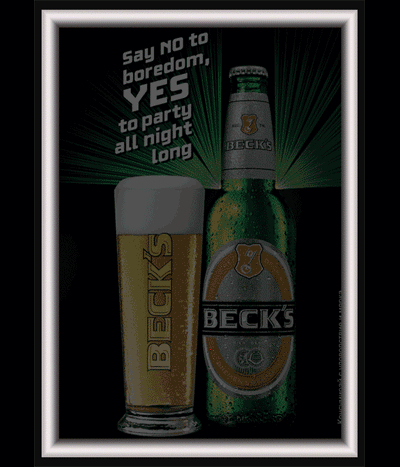 Say NO to
boredom,
YES
to party
all night
long
BECK'S
BECK'S
BECK'S